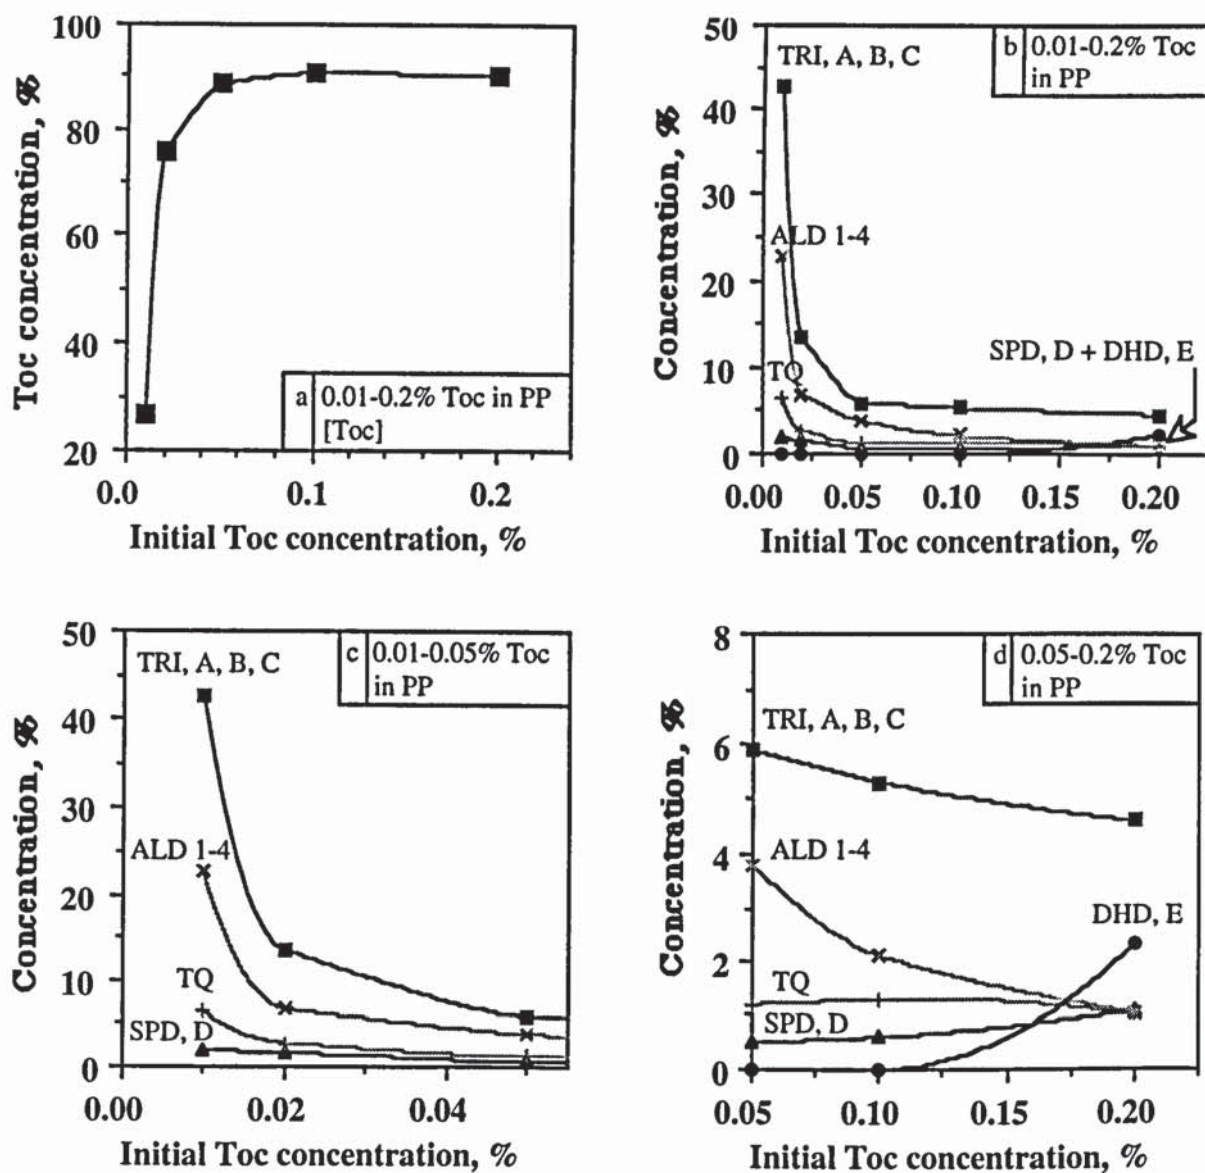 100
80
60
40
20
Toc concentration, %
a 0.01-0.2% Toc in PP
[Toc]
0.0 0.1 0.2
Initial Toc concentration, %
50
40
30
20
10
0
Concentration, %
TRI, A, B, C
b 0.01-0.2% Toc
in PP
ALD 1-4
TQ
SPD, D + DHD, E
0.00 0.05 0.10 0.15 0.20
Initial Toc concentration, %
50
40
30
20
10
0
Concentration, %
TRI, A, B, C
c 0.01-0.05% Toc
in PP
ALD 1-4
TQ
SPD, D
0.00 0.02 0.04
Initial Toc concentration, %
8
6
4
2
0
Concentration, %
d 0.05-0.2% Toc
in PP
TRI, A, B, C
ALD 1-4
DHD, E
TQ
SPD, D
0.05 0.10 0.15 0.20
Initial Toc concentration, %